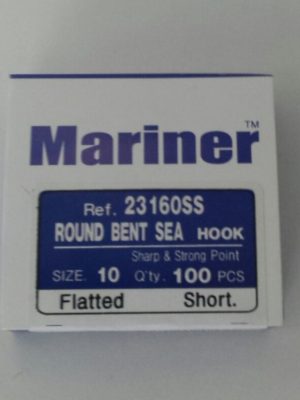 Mariner™
Ref. 23160SS
ROUND BENT SEA HOOK
Sharp & Strong Point
SIZE. 10 Q'ty. 100 PCS
Flatted Short.